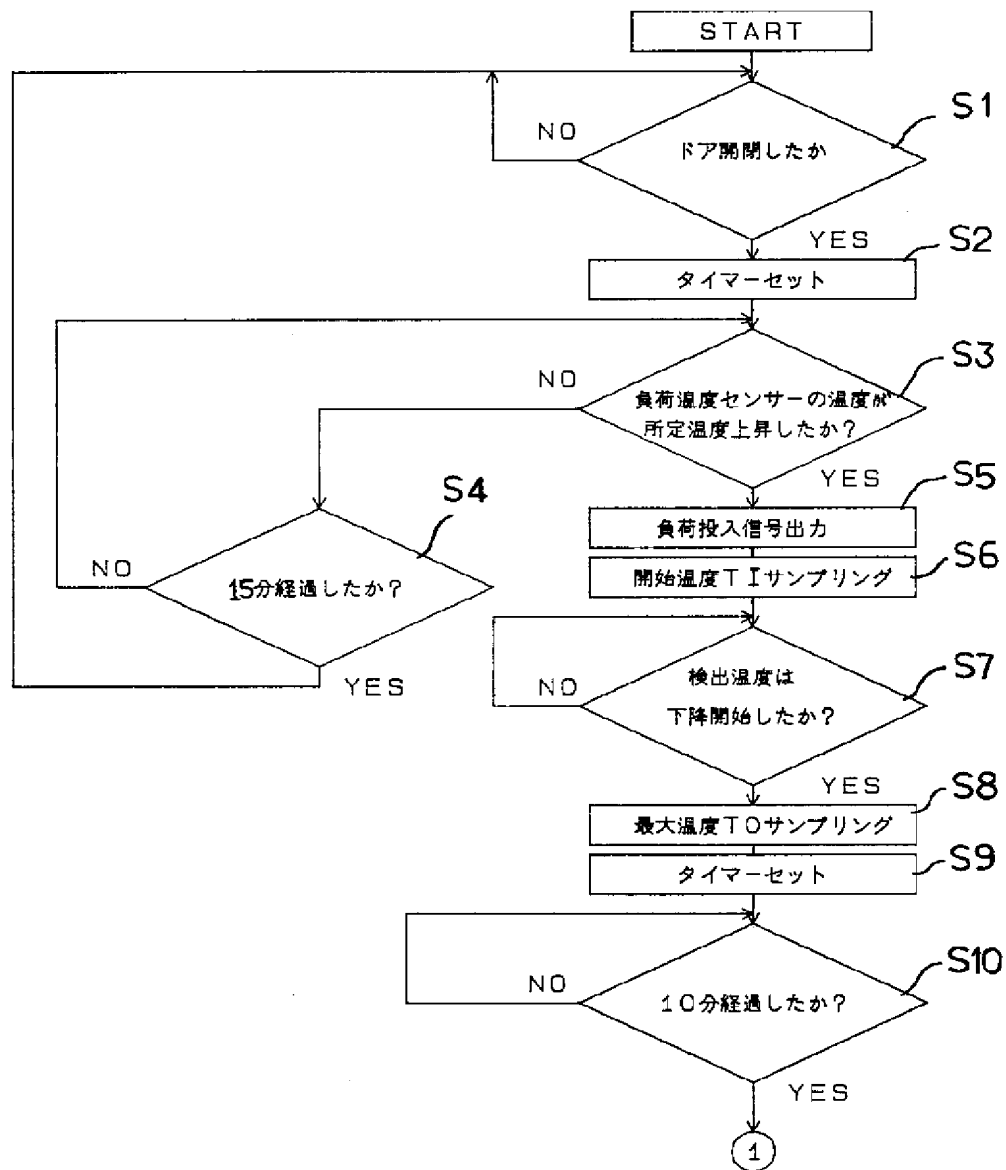 START
S1
NO
ドア開閉したか
YES
S2
タイマーセット
S3
NO
負荷温度センサーの温度が
所定温度上昇したか?
YES
S5
S4
負荷投入信号出力
S6
NO
15分経過したか?
開始温度TIサンプリング
YES
S7
NO
検出温度は
下降開始したか?
YES
S8
最大温度TOサンプリング
S9
タイマーセット
NO
S10
10分経過したか?
YES
1